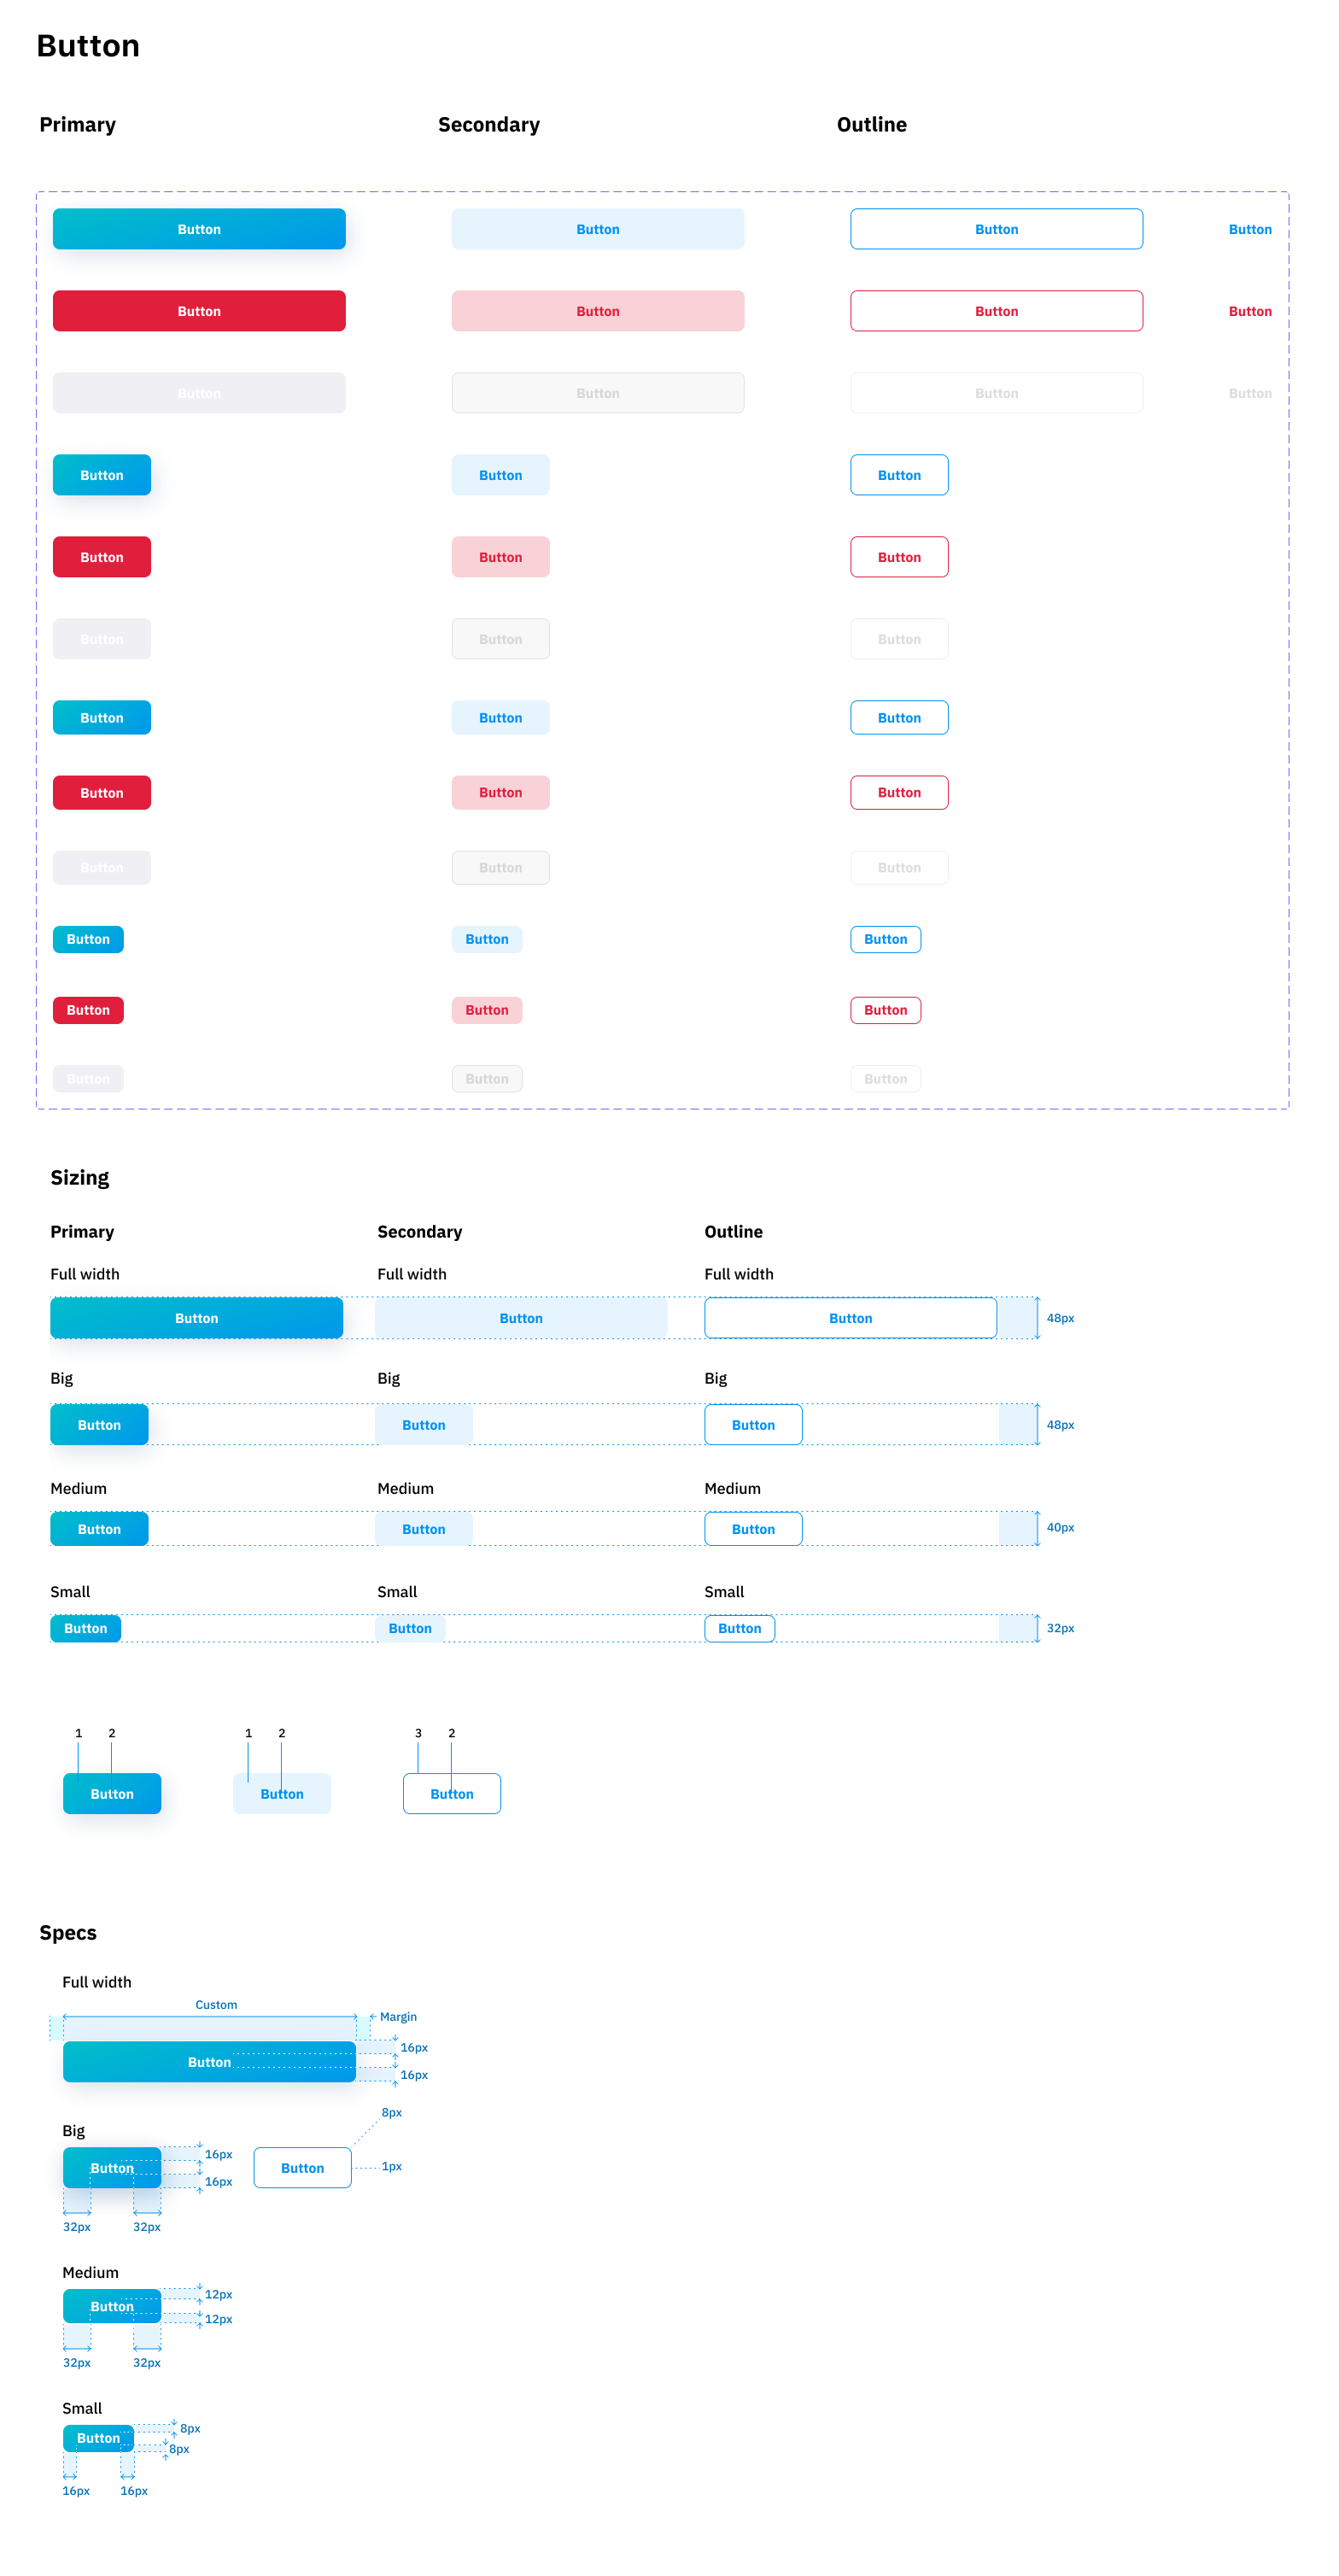 Button
Primary Secondary Outline
Button Button Button Button
Button Button Button Button
Button Button Button Button
Button Button Button
Button Button Button
Button Button Button
Button Button Button
Button Button Button
Button Button Button
Button Button Button
Button Button Button
Button Button Button
Sizing
Primary Secondary Outline
Full width Full width Full width
Button Button Button 48px
Big Big Big
Button Button Button 48px
Medium Medium Medium
Button Button Button 40px
Small Small Small
Button Button Button 32px
1 2 1 2 3 2
Button Button Button
Specs
Full width
Custom
Margin
16px
Button
16px
8px
Big
16px
Button Button 1px
16px
32px 32px
Medium
12px
Button
12px
32px 32px
Small
8px
Button
8px
16px 16px